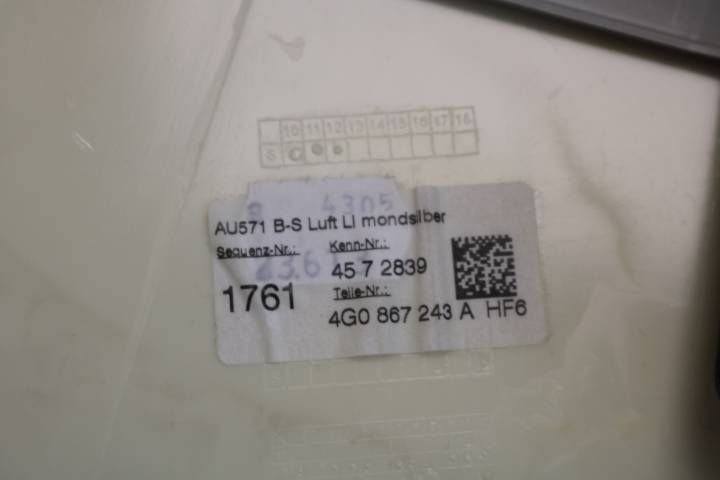 10 11 12 13 14 15 16 17 18
4305
AU571 B-S Luft LI mondsilber
Sequenz-Nr.: Kenn-Nr.:
45 7 2839
1761
Teile-Nr.:
4G0 867 243 A HF6